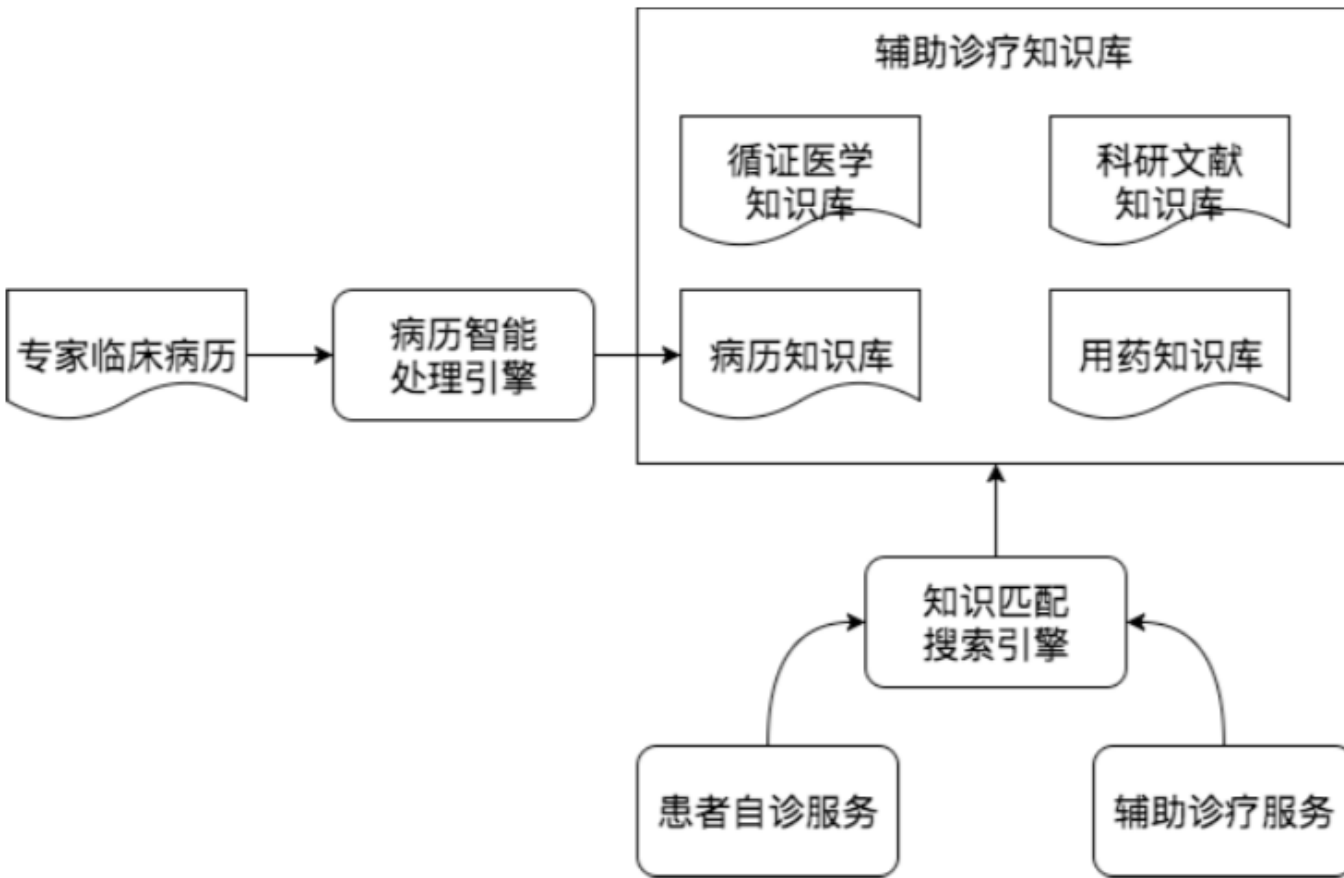 辅助诊疗知识库
循证医学
知识库
科研文献
知识库
专家临床病历
病历智能
处理引擎
病历知识库
用药知识库
知识匹配
搜索引擎
患者自诊服务
辅助诊疗服务